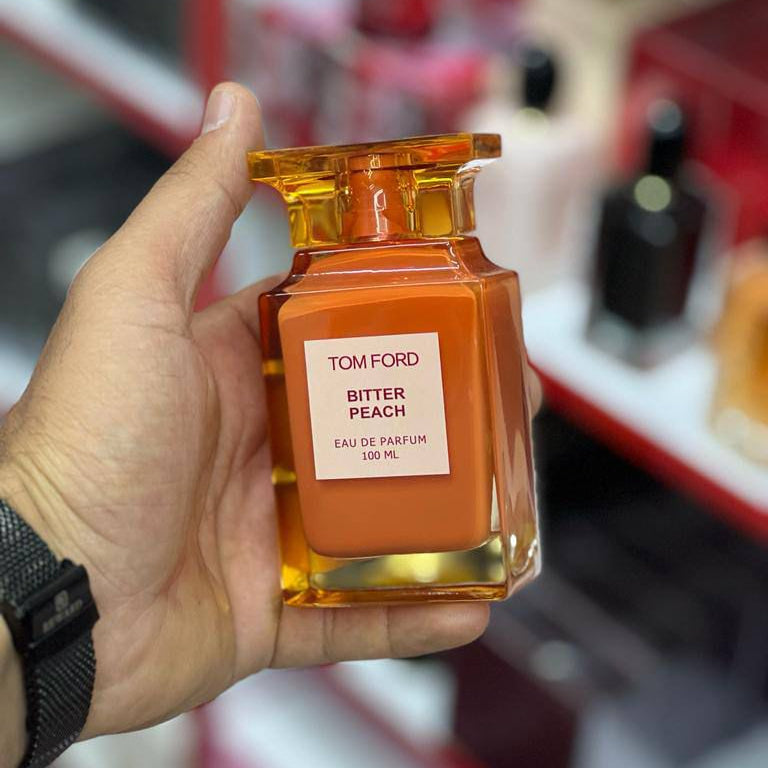 TOM FORD
BITTER
PEACH
EAU DE PARFUM
100 ML